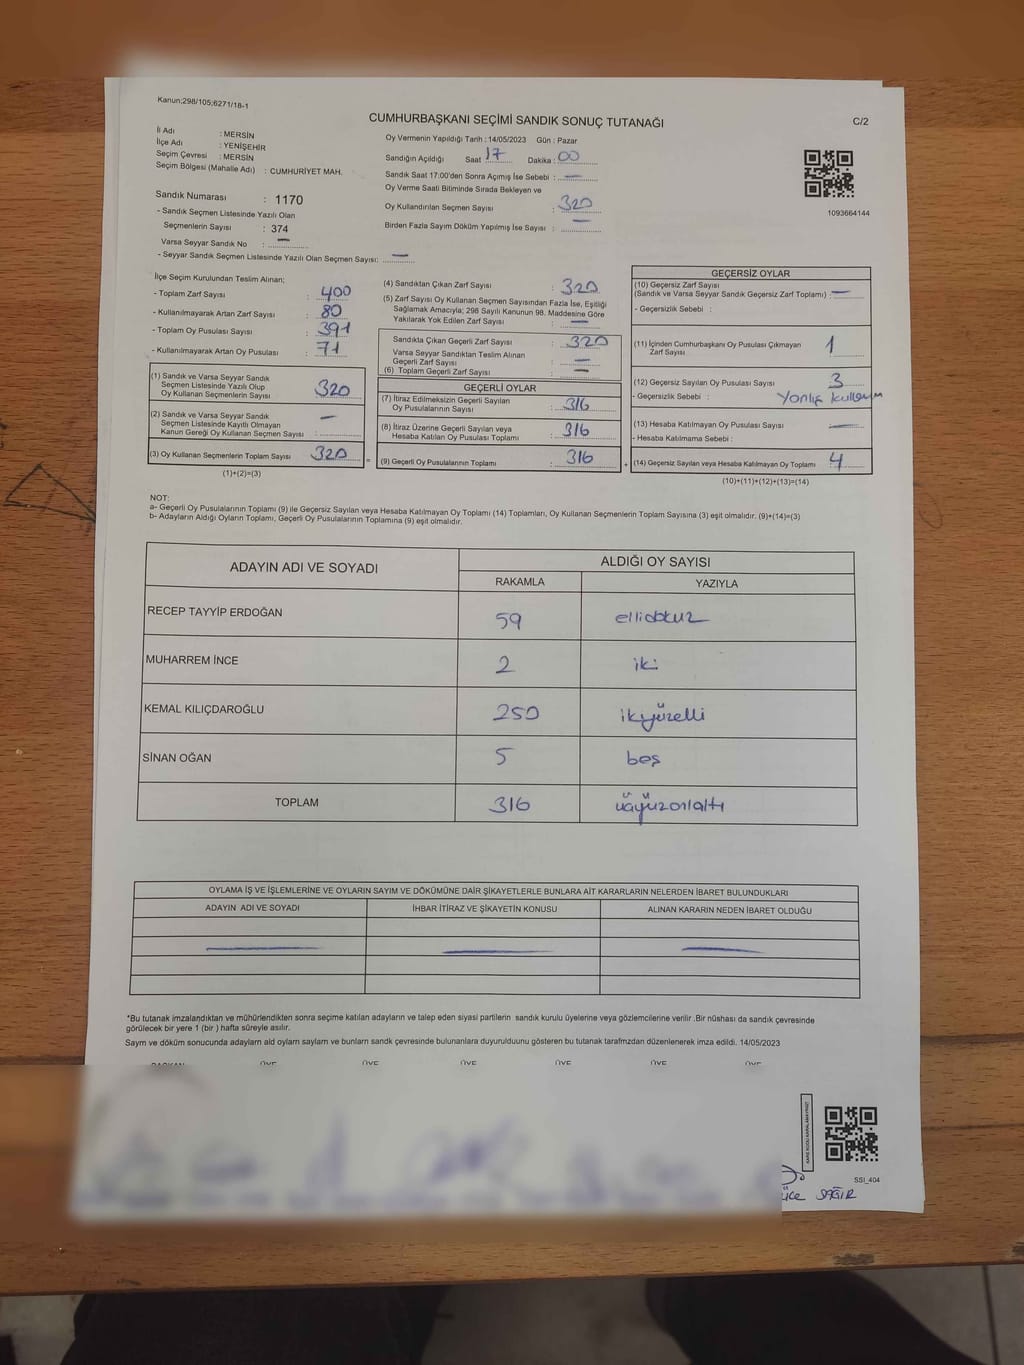 Kanun;298/105;6271/18-1
CUMHURBAŞKANI SEÇİMİ SANDIK SONUÇ TUTANAĞI
C/2
İl Adı : MERSİN
İlçe Adı : YENİŞEHİR
Seçim Çevresi : MERSİN
Seçim Bölgesi (Mahalle Adı) : CUMHURİYET MAH.
Sandık Numarası : 1170
- Sandık Seçmen Listesinde Yazılı Olan
Seçmenlerin Sayısı : 374
Varsa Seyyar Sandık No : —
- Seyyar Sandık Seçmen Listesinde Yazılı Olan Seçmen Sayısı: —
Oy Vermenin Yapıldığı Tarih : 14/05/2023 Gün : Pazar
Sandığın Açıldığı Saat 17 Dakika : 00
Sandık Saat 17:00'den Sonra Açımış İse Sebebi : —
Oy Verme Saati Bitiminde Sırada Bekleyen ve
Oy Kullandırılan Seçmen Sayısı : 320
Birden Fazla Sayım Döküm Yapılmış İse Sayısı : —
1093664144
İlçe Seçim Kurulundan Teslim Alınan;
- Toplam Zarf Sayısı : 400
- Kullanılmayarak Artan Zarf Sayısı : 80
- Toplam Oy Pusulası Sayısı : 391
- Kullanılmayarak Artan Oy Pusulası : 71
(1) Sandık ve Varsa Seyyar Sandık
Seçmen Listesinde Yazılı Olup
Oy Kullanan Seçmenlerin Sayısı 320
(2) Sandık ve Varsa Seyyar Sandık
Seçmen Listesinde Kayıtlı Olmayan
Kanun Gereği Oy Kullanan Seçmen Sayısı : —
(3) Oy Kullanan Seçmenlerin Toplam Sayısı 320
(1)+(2)=(3)
(4) Sandıktan Çıkan Zarf Sayısı : 320
(5) Zarf Sayısı Oy Kullanan Seçmen Sayısından Fazla İse, Eşitliği
Sağlamak Amacıyla; 298 Sayılı Kanunun 98. Maddesine Göre
Yakılarak Yok Edilen Zarf Sayısı : —
Sandıkta Çıkan Geçerli Zarf Sayısı : 320
Varsa Seyyar Sandıktan Teslim Alınan
Geçerli Zarf Sayısı : —
(6) Toplam Geçerli Zarf Sayısı : —
GEÇERLİ OYLAR
(7) İtiraz Edilmeksizin Geçerli Sayılan
Oy Pusulalarının Sayısı : 316
(8) İtiraz Üzerine Geçerli Sayılan veya
Hesaba Katılan Oy Pusulası Toplamı : 316
= (9) Geçerli Oy Pusulalarının Toplamı : 316 +
GEÇERSİZ OYLAR
(10) Geçersiz Zarf Sayısı
(Sandık ve Varsa Seyyar Sandık Geçersiz Zarf Toplamı) : —
- Geçersizlik Sebebi :
(11) İçinden Cumhurbaşkanı Oy Pusulası Çıkmayan
Zarf Sayısı 1
(12) Geçersiz Sayılan Oy Pusulası Sayısı : 3
- Geçersizlik Sebebi : Yanlış kullanım
(13) Hesaba Katılmayan Oy Pusulası Sayısı : —
- Hesaba Katılmama Sebebi :
(14) Geçersiz Sayılan veya Hesaba Katılmayan Oy Toplamı : 4
(10)+(11)+(12)+(13)=(14)
NOT:
a- Geçerli Oy Pusulalarının Toplamı (9) ile Geçersiz Sayılan veya Hesaba Katılmayan Oy Toplamı (14) Toplamları, Oy Kullanan Seçmenlerin Toplam Sayısına (3) eşit olmalıdır. (9)+(14)=(3)
b- Adayların Aldığı Oyların Toplamı, Geçerli Oy Pusulalarının Toplamına (9) eşit olmalıdır.
ADAYIN ADI VE SOYADI ALDIĞI OY SAYISI
RAKAMLA YAZIYLA
RECEP TAYYİP ERDOĞAN 59 ellidokuz
MUHARREM İNCE 2 iki
KEMAL KILIÇDAROĞLU 250 ikiyüzelli
SİNAN OĞAN 5 beş
TOPLAM 316 üçyüzonaltı
OYLAMA İŞ VE İŞLEMLERİNE VE OYLARIN SAYIM VE DÖKÜMÜNE DAİR ŞİKAYETLERLE BUNLARA AİT KARARLARIN NELERDEN İBARET BULUNDUKLARI
ADAYIN ADI VE SOYADI İHBAR İTİRAZ VE ŞİKAYETİN KONUSU ALINAN KARARIN NEDEN İBARET OLDUĞU
*Bu tutanak imzalandıktan ve mühürlendikten sonra seçime katılan adayların ve talep eden siyasi partilerin sandık kurulu üyelerine veya gözlemcilerine verilir .Bir nüshası da sandık çevresinde
görülecek bir yere 1 (bir ) hafta süreyle asılır.
Saym ve döküm sonucunda adaylarn ald oylarn saylarn ve bunlarn sandk çevresinde bulunanlara duyurulduunu gösteren bu tutanak tarafmzdan düzenlenerek imza edildi. 14/05/2023
BAŞKAN ÜYE ÜYE ÜYE ÜYE ÜYE ÜYE
SSI_404
SAĞIR